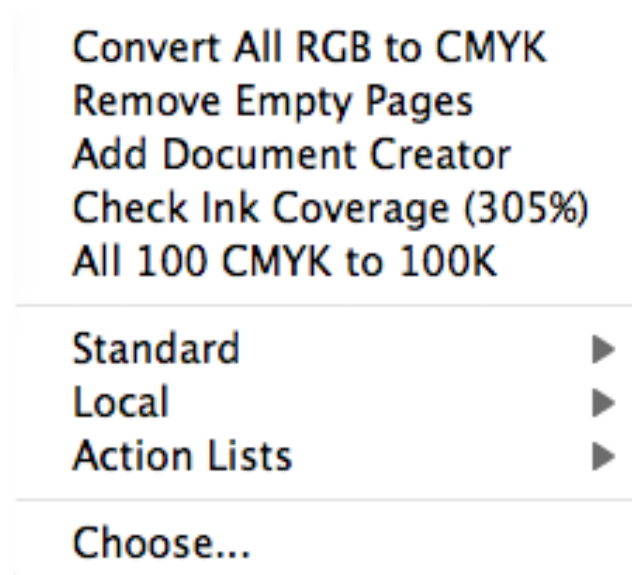 Convert All RGB to CMYK
Remove Empty Pages
Add Document Creator
Check Ink Coverage (305%)
All 100 CMYK to 100K
Standard
Local
Action Lists
Choose...